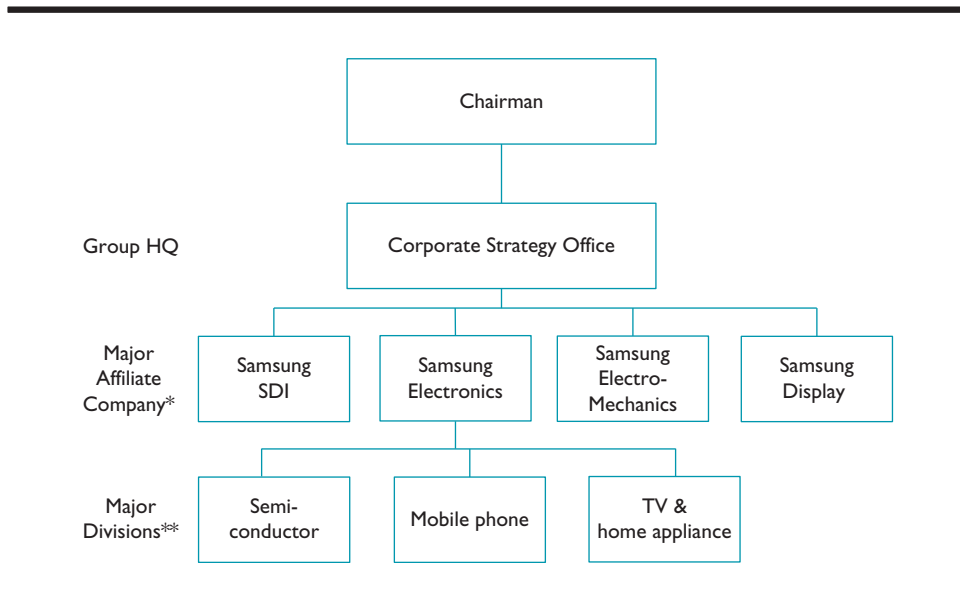 Chairman
Group HQ
Corporate Strategy Office
Major
Affiliate
Company*
Samsung
SDI
Samsung
Electronics
Samsung
Electro-
Mechanics
Samsung
Display
Major
Divisions**
Semi-
conductor
Mobile phone
TV &
home appliance